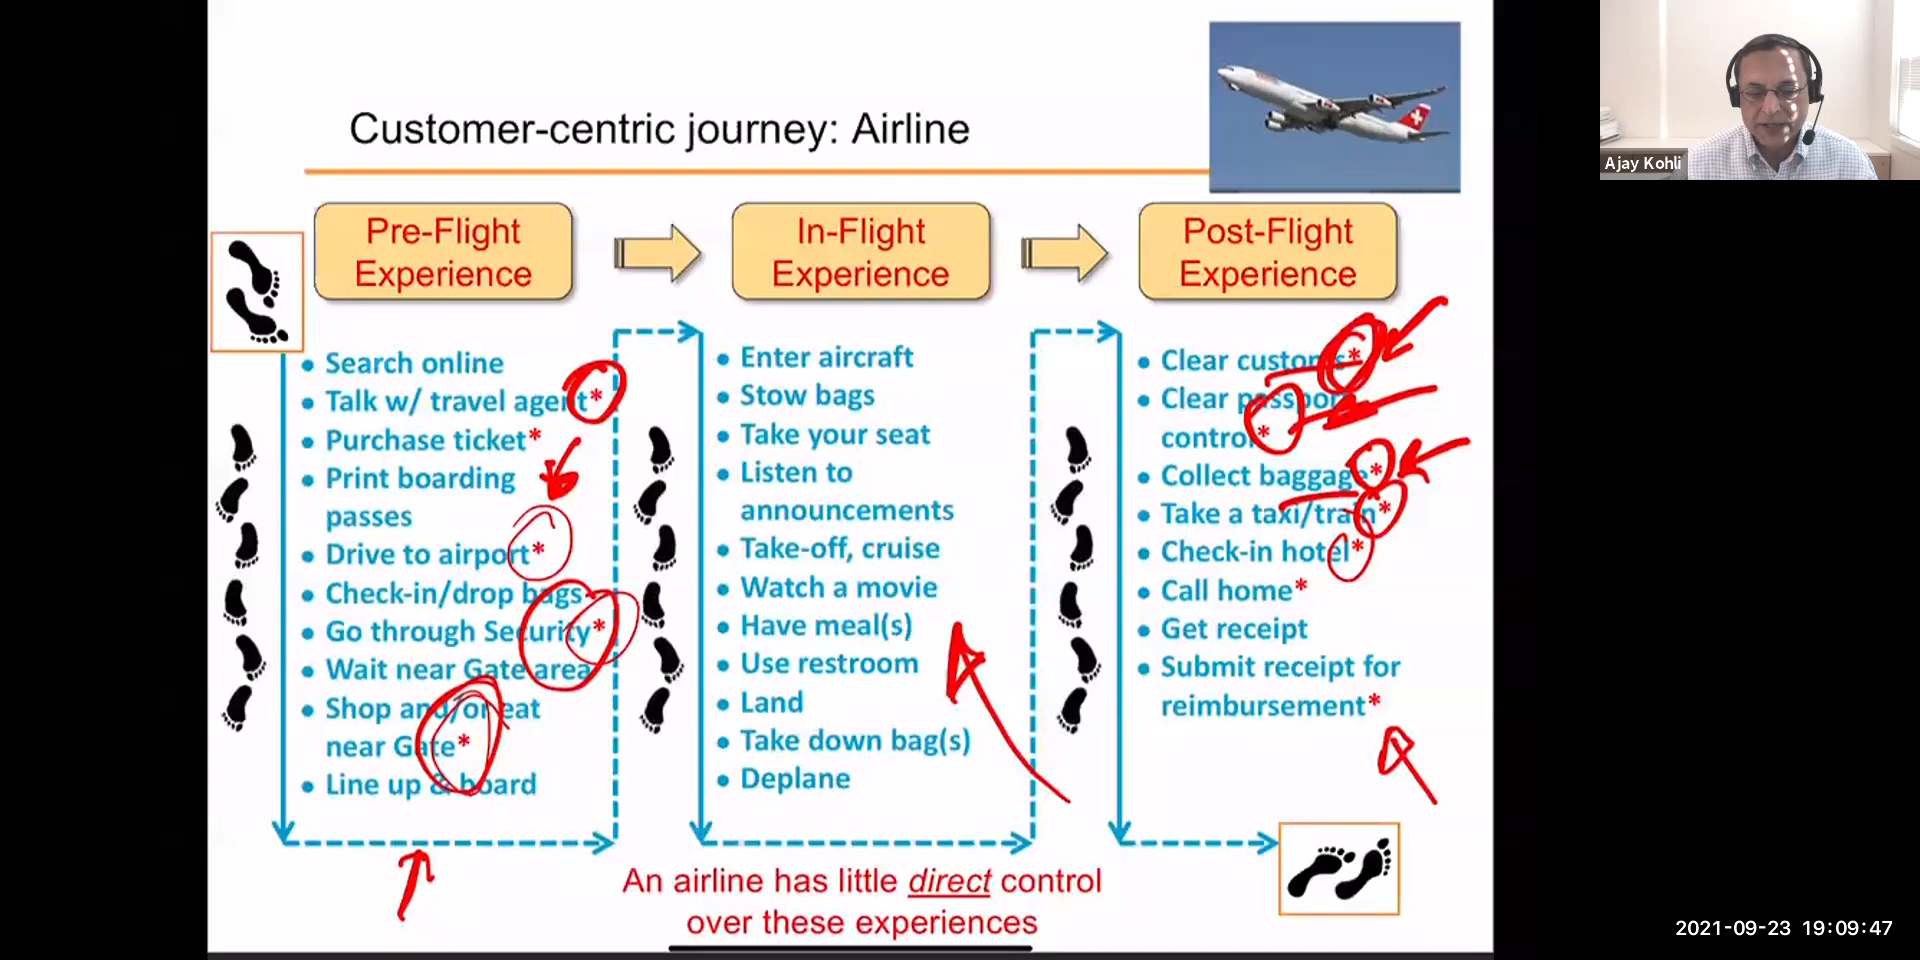 Customer-centric journey: Airline
Pre-Flight
Experience
In-Flight
Experience
Post-Flight
Experience
• Search online
• Talk w/ travel agent*
• Purchase ticket*
• Print boarding
passes
• Drive to airport*
• Check-in/drop bags
• Go through Security*
• Wait near Gate area
• Shop and/or eat
near Gate*
• Line up & board
• Enter aircraft
• Stow bags
• Take your seat
• Listen to
announcements
• Take-off, cruise
• Watch a movie
• Have meal(s)
• Use restroom
• Land
• Take down bag(s)
• Deplane
• Clear customs*
• Clear passport
control*
• Collect baggage*
• Take a taxi/train*
• Check-in hotel*
• Call home*
• Get receipt
• Submit receipt for
reimbursement*
An airline has little direct control
over these experiences
Ajay Kohli
2021-09-23 19:09:47